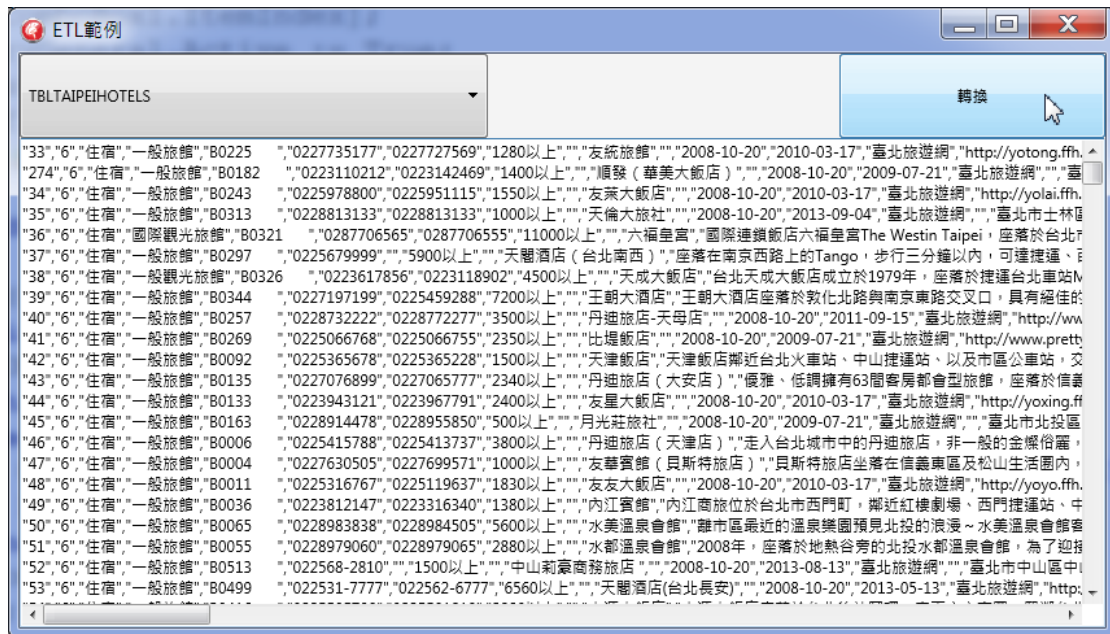 ETL範例
TBLTAIPEIHOTELS
轉換
"33","6","住宿","一般旅館","B0225 ","0227735177","0227727569","1280以上","","友統旅館","","2008-10-20","2010-03-17","臺北旅遊網","http://yotong.ffh.
"274","6","住宿","一般旅館","B0182 ","0223110212","0223142469","1400以上","","順發（華美大飯店）","","2008-10-20","2009-07-21","臺北旅遊網","","臺
"34","6","住宿","一般旅館","B0243 ","0225978800","0225951115","1550以上","","友萊大飯店","","2008-10-20","2010-03-17","臺北旅遊網","http://yolai.ffh.
"35","6","住宿","一般旅館","B0313 ","0228813133","0228813133","1000以上","","天倫大旅社","","2008-10-20","2013-09-04","臺北旅遊網","","臺北市士林區
"36","6","住宿","國際觀光旅館","B0321 ","0287706565","0287706555","11000以上","","六福皇宮","國際連鎖飯店六福皇宮The Westin Taipei，座落於台北市
"37","6","住宿","一般旅館","B0297 ","0225679999","","5900以上","","天閣酒店（台北南西）","座落在南京西路上的Tango，步行三分鐘以內，可達捷運、百
"38","6","住宿","一般觀光旅館","B0326 ","0223617856","0223118902","4500以上","","天成大飯店","台北天成大飯店成立於1979年，座落於捷運台北車站M
"39","6","住宿","一般旅館","B0344 ","0227197199","0225459288","7200以上","","王朝大酒店","王朝大酒店座落於敦化北路與南京東路交叉口，具有絕佳的
"40","6","住宿","一般旅館","B0257 ","0228732222","0228772277","3500以上","","丹迪旅店-天母店","","2008-10-20","2011-09-15","臺北旅遊網","http://ww
"41","6","住宿","一般旅館","B0269 ","0225066768","0225066755","2350以上","","比堤飯店","","2008-10-20","2009-07-21","臺北旅遊網","http://www.pretty
"42","6","住宿","一般旅館","B0092 ","0225365678","0225365228","1500以上","","天津飯店","天津飯店鄰近台北火車站、中山捷運站、以及市區公車站，交
"43","6","住宿","一般旅館","B0135 ","0227076899","0227065777","2340以上","","丹迪旅店（大安店）","優雅、低調擁有63間客房都會型旅館，座落於信義
"44","6","住宿","一般旅館","B0133 ","0223943121","0223967791","2400以上","","友星大飯店","","2008-10-20","2010-03-17","臺北旅遊網","http://yoxing.ff
"45","6","住宿","一般旅館","B0163 ","0228914478","0228955850","500以上","","月光莊旅社","","2008-10-20","2009-07-21","臺北旅遊網","","臺北市北投區
"46","6","住宿","一般旅館","B0006 ","0225415788","0225413737","3800以上","","丹迪旅店（天津店）","走入台北城市中的丹迪旅店，非一般的金燦俗麗，
"47","6","住宿","一般旅館","B0004 ","0227630505","0227699571","1000以上","","友華賓館（貝斯特旅店）","貝斯特旅店坐落在信義東區及松山生活圈內，
"48","6","住宿","一般旅館","B0011 ","0225316767","0225119637","1830以上","","友友大飯店","","2008-10-20","2010-03-17","臺北旅遊網","http://yoyo.ffh.
"49","6","住宿","一般旅館","B0036 ","0223812147","0223316340","1380以上","","內江賓館","內江商旅位於台北市西門町，鄰近紅樓劇場、西門捷運站、中
"50","6","住宿","一般旅館","B0065 ","0228983838","0228984505","5600以上","","水美溫泉會館","離市區最近的溫泉樂園預見北投的浪漫～水美溫泉會館客
"51","6","住宿","一般旅館","B0055 ","0228979060","0228979065","2880以上","","水都溫泉會館","2008年，座落於地熱谷旁的北投水都溫泉會館，為了迎接
"52","6","住宿","一般旅館","B0513 ","022568-2810","","1500以上","","中山莿豪商務旅店 ","","2008-10-20","2013-08-13","臺北旅遊網","","臺北市中山區中山
"53","6","住宿","一般旅館","B0499 ","022531-7777","022562-6777","6560以上","","天閣酒店(台北長安)","","2008-10-20","2013-05-13","臺北旅遊網","http: